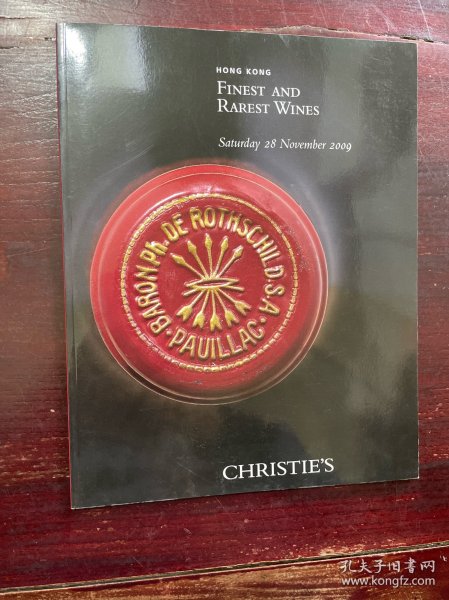 HONG KONG
FINEST AND
RAREST WINES
Saturday 28 November 2009
BARON Ph. DE ROTHSCHILD S.A
· PAUILLAC ·
CHRISTIE'S
孔夫子旧书网
www.kongfz.com